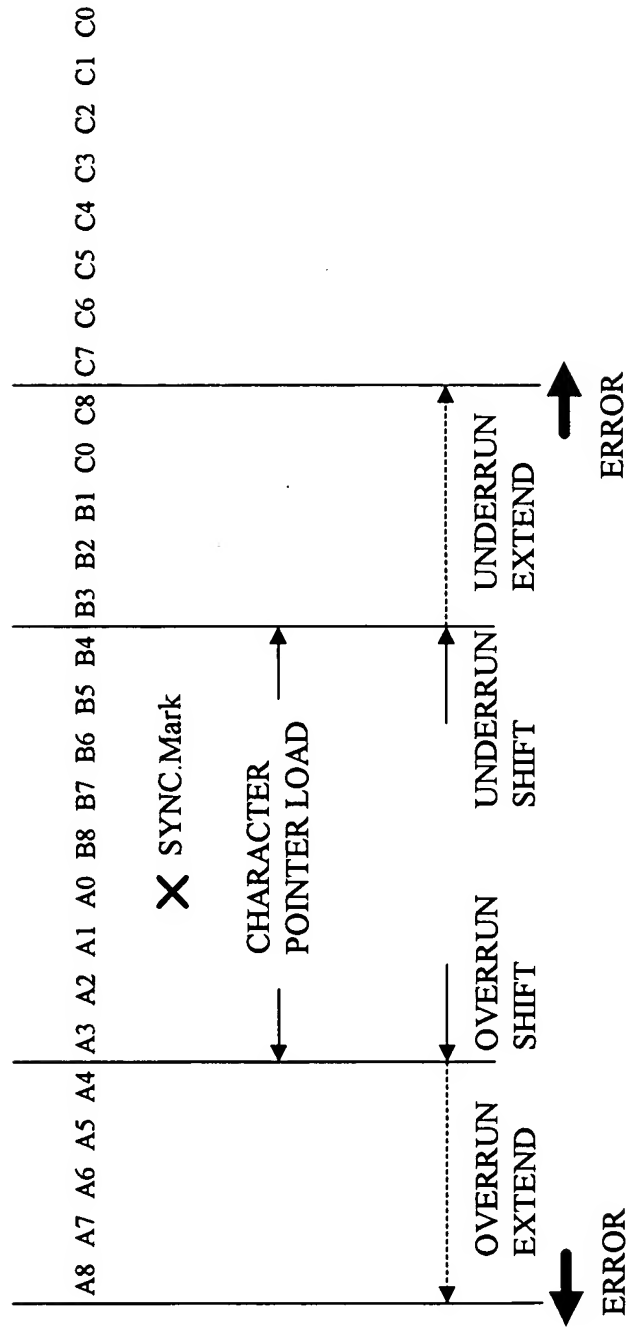 A8 A7 A6 A5 A4 A3 A2 A1 A0 B8 B7 B6 B5 B4 B3 B2 B1 C0 C8 C7 C6 C5 C4 C3 C2 C1 C0
X SYNC.Mark
CHARACTER
POINTER LOAD
OVERRUN
EXTEND
OVERRUN
SHIFT
UNDERRUN
SHIFT
UNDERRUN
EXTEND
ERROR
ERROR